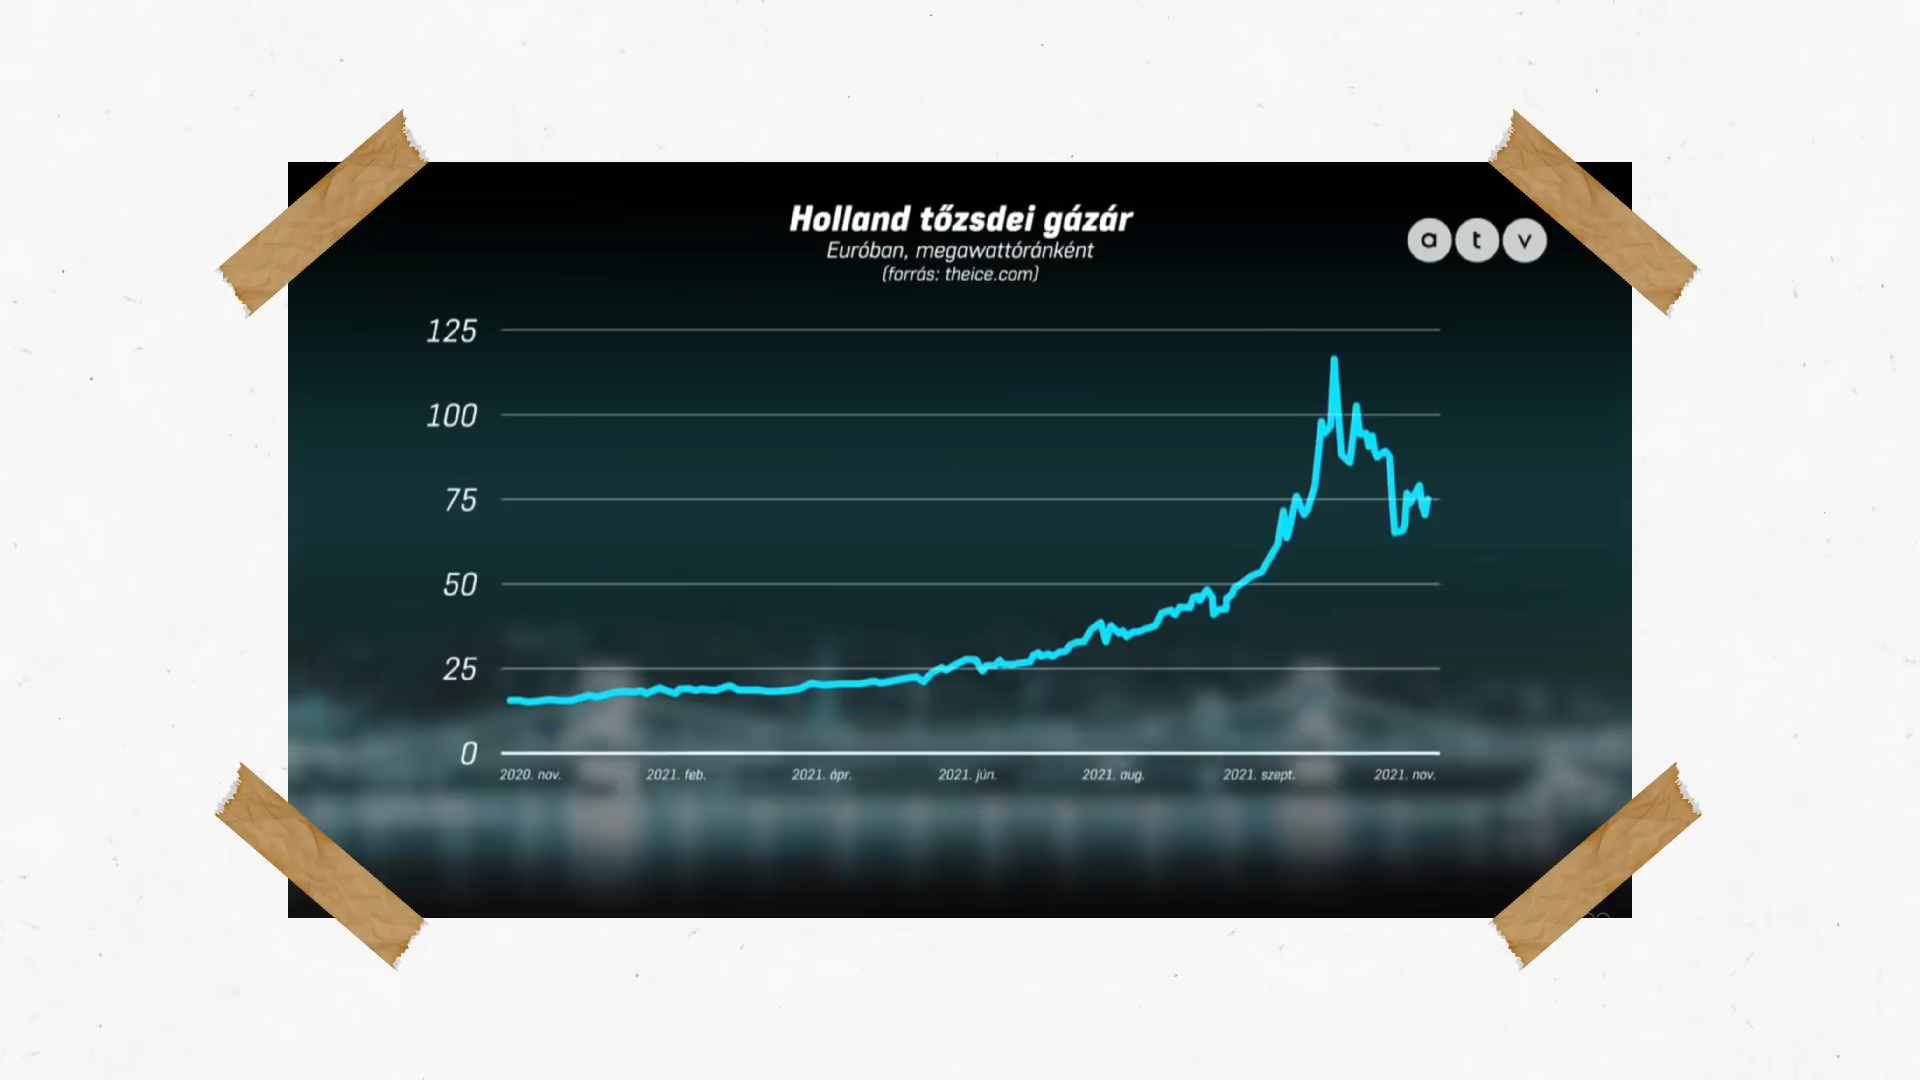 Holland tőzsdei gázár
Euróban, megawattóránként
(forrás: theice.com)
a t v
125
100
75
50
25
0
2020. nov. 2021. feb. 2021. ápr. 2021. jún. 2021. aug. 2021. szept. 2021. nov.